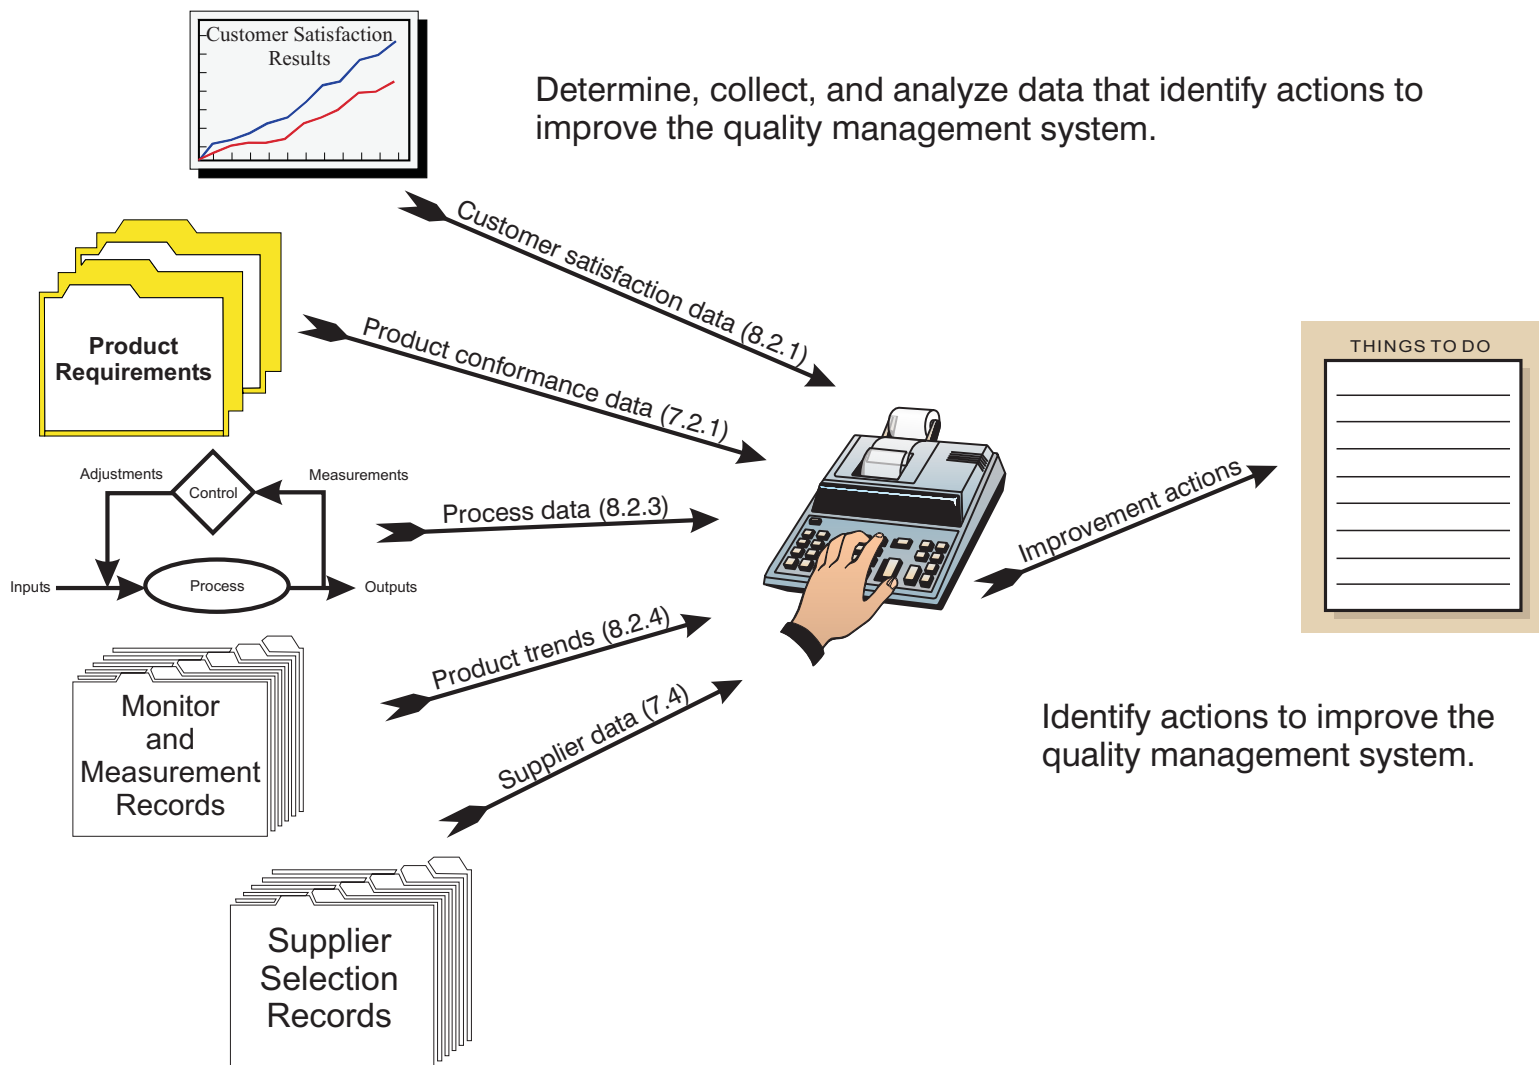 Customer Satisfaction
Results
Determine, collect, and analyze data that identify actions to
improve the quality management system.
Customer satisfaction data (8.2.1)
Product
Requirements
Product conformance data (7.2.1)
THINGS TO DO
Adjustments
Control
Measurements
Process data (8.2.3)
Improvement actions
Inputs
Process
Outputs
Product trends (8.2.4)
Monitor
and
Measurement
Records
Supplier data (7.4)
Identify actions to improve the
quality management system.
Supplier
Selection
Records